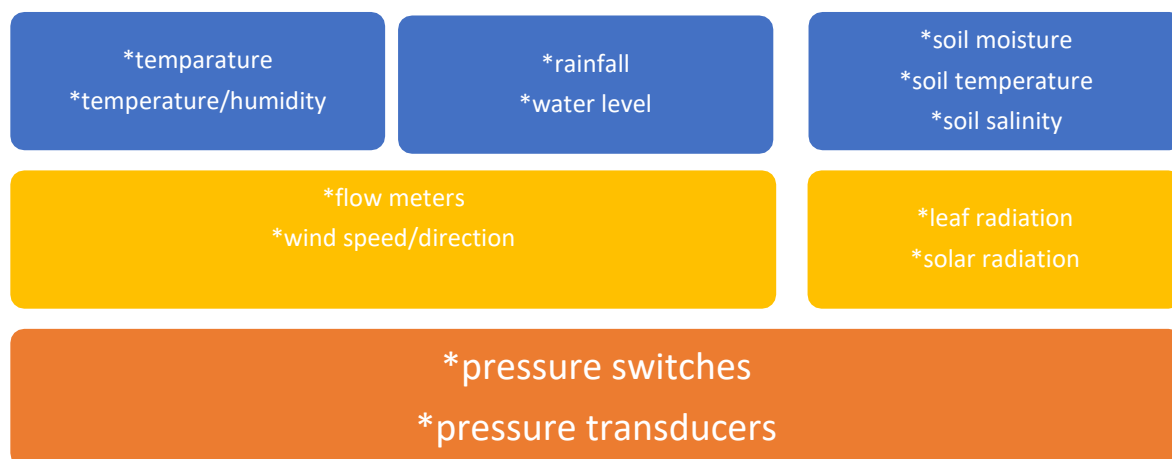 *temparature
*temperature/humidity
*rainfall
*water level
*soil moisture
*soil temperature
*soil salinity
*flow meters
*wind speed/direction
*leaf radiation
*solar radiation
*pressure switches
*pressure transducers